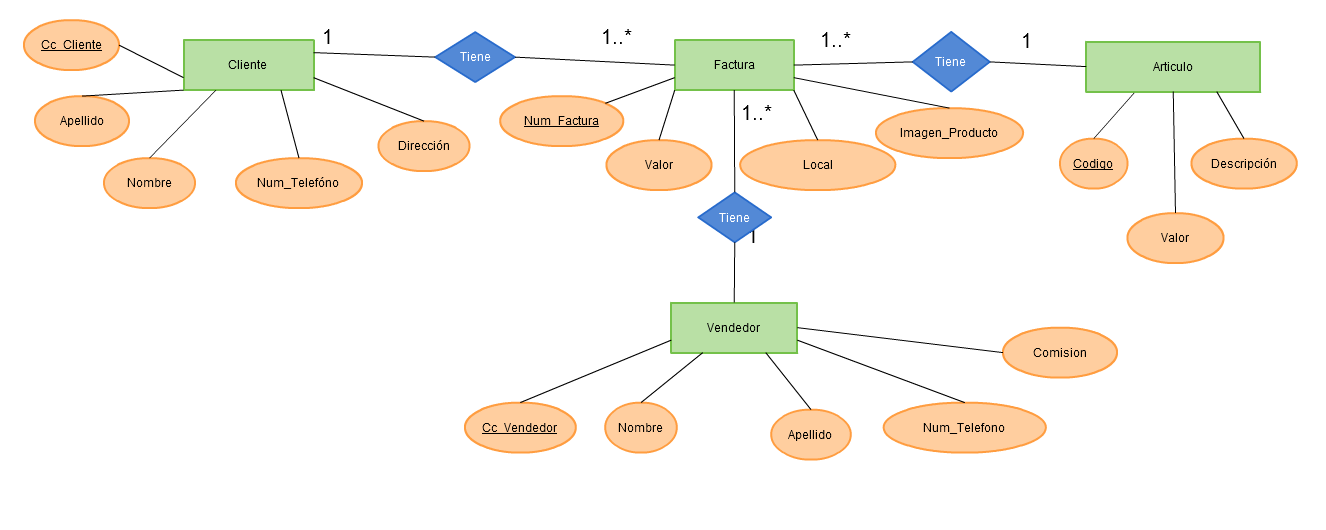 1
1..*
1..*
1
Cc_Cliente
Cliente
Tiene
Factura
Tiene
Articulo
1..*
Apellido
Num_Factura
Imagen_Producto
Dirección
Nombre
Num_Telefóno
Valor
Local
Codigo
Descripción
Tiene
1
Valor
Vendedor
Comision
Cc_Vendedor
Nombre
Apellido
Num_Telefono